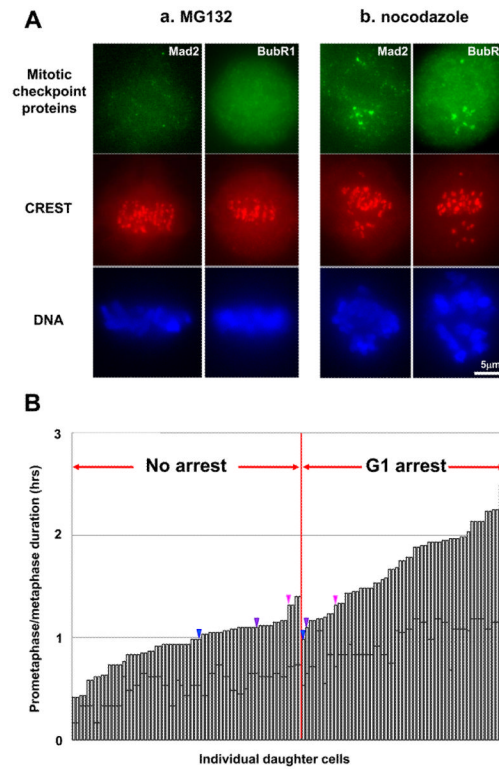 A
a. MG132
b. nocodazole
Mad2
BubR1
Mad2
BubR
Mitotic
checkpoint
proteins
CREST
DNA
5μm
B
Prometaphase/metaphase duration (hrs)
3
2
1
0
No arrest
G1 arrest
Individual daughter cells